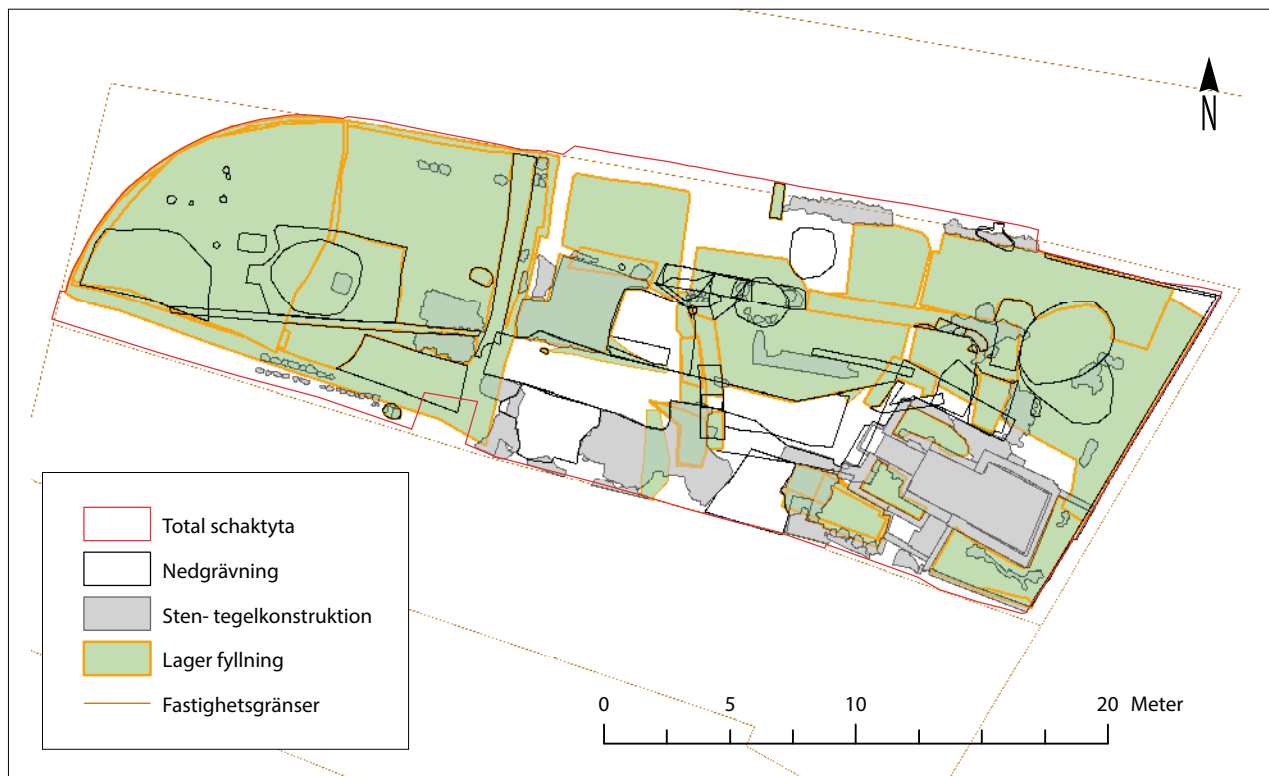 N
Total schaktyta
Nedgrävning
Sten- tegelkonstruktion
Lager fyllning
Fastighetsgränser
0 5 10 20 Meter